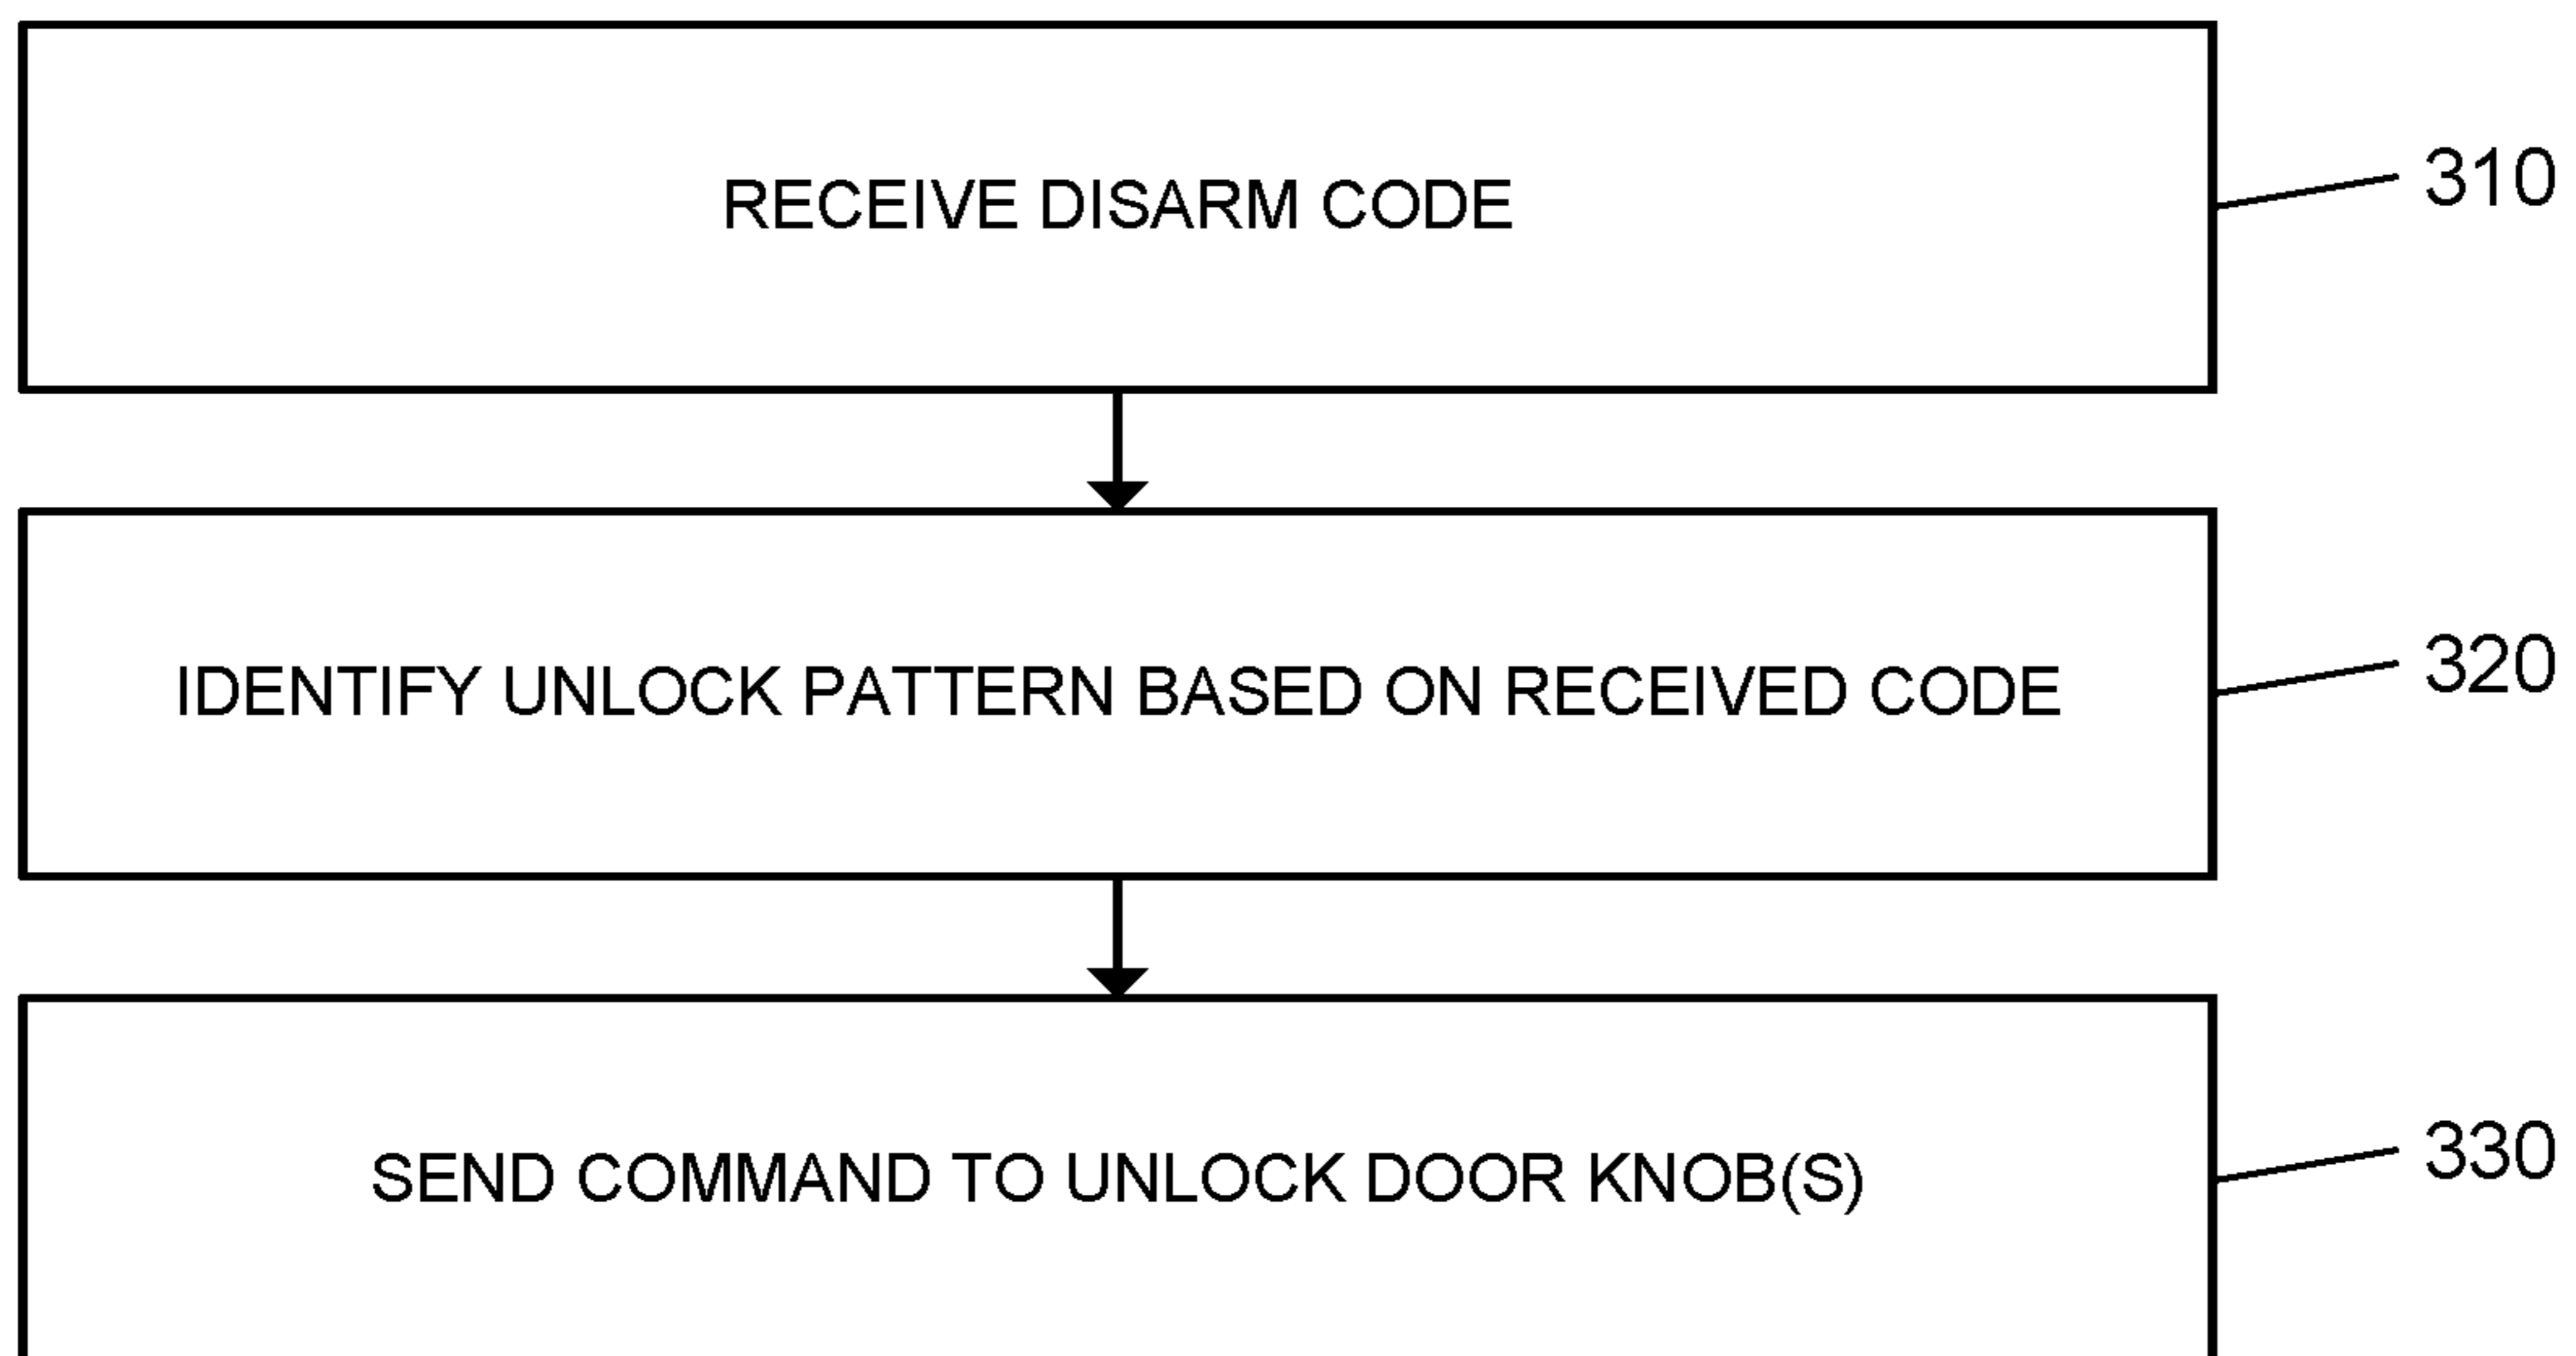 RECEIVE DISARM CODE
310
IDENTIFY UNLOCK PATTERN BASED ON RECEIVED CODE
320
SEND COMMAND TO UNLOCK DOOR KNOB(S)
330